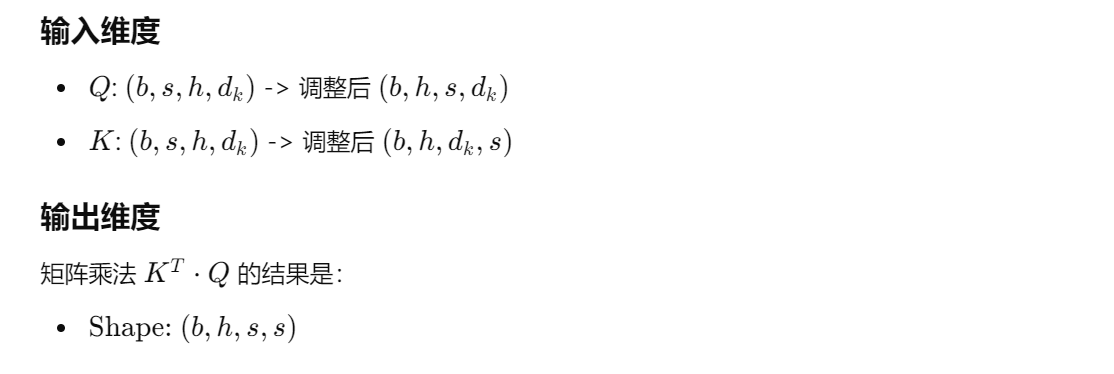 输入维度
• Q: (b, s, h, d_k) -> 调整后 (b, h, s, d_k)
• K: (b, s, h, d_k) -> 调整后 (b, h, d_k, s)
输出维度
矩阵乘法 K^T · Q 的结果是：
• Shape: (b, h, s, s)